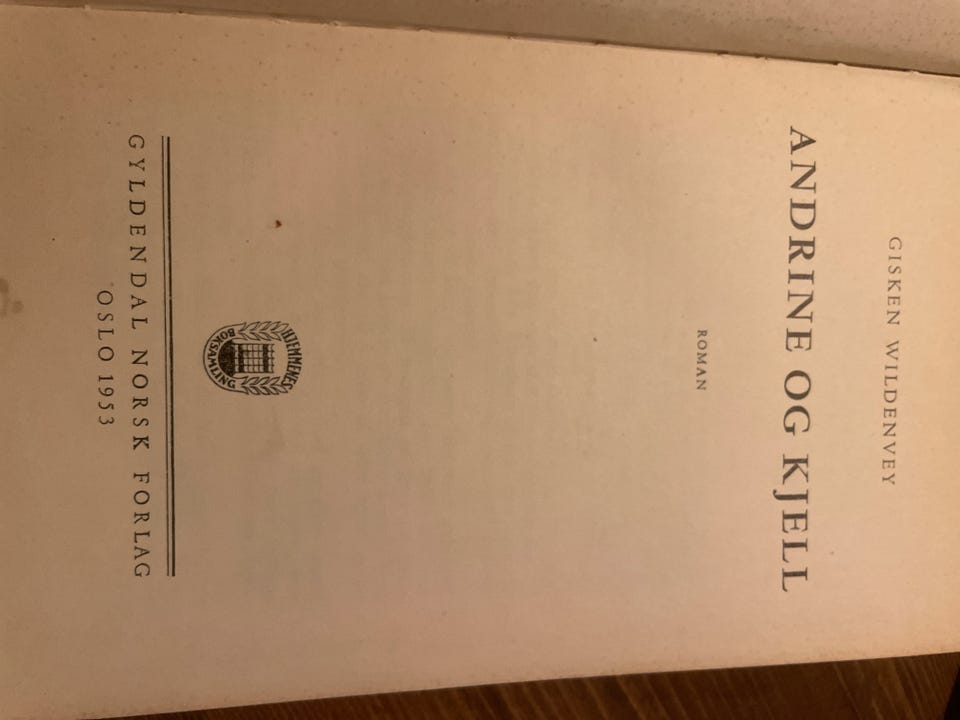 GISKEN WILDENVEY
ANDRINE OG KJELL
ROMAN
HJEMMENES
BOKSAMLING
GYLDENDAL NORSK FORLAG
OSLO 1953